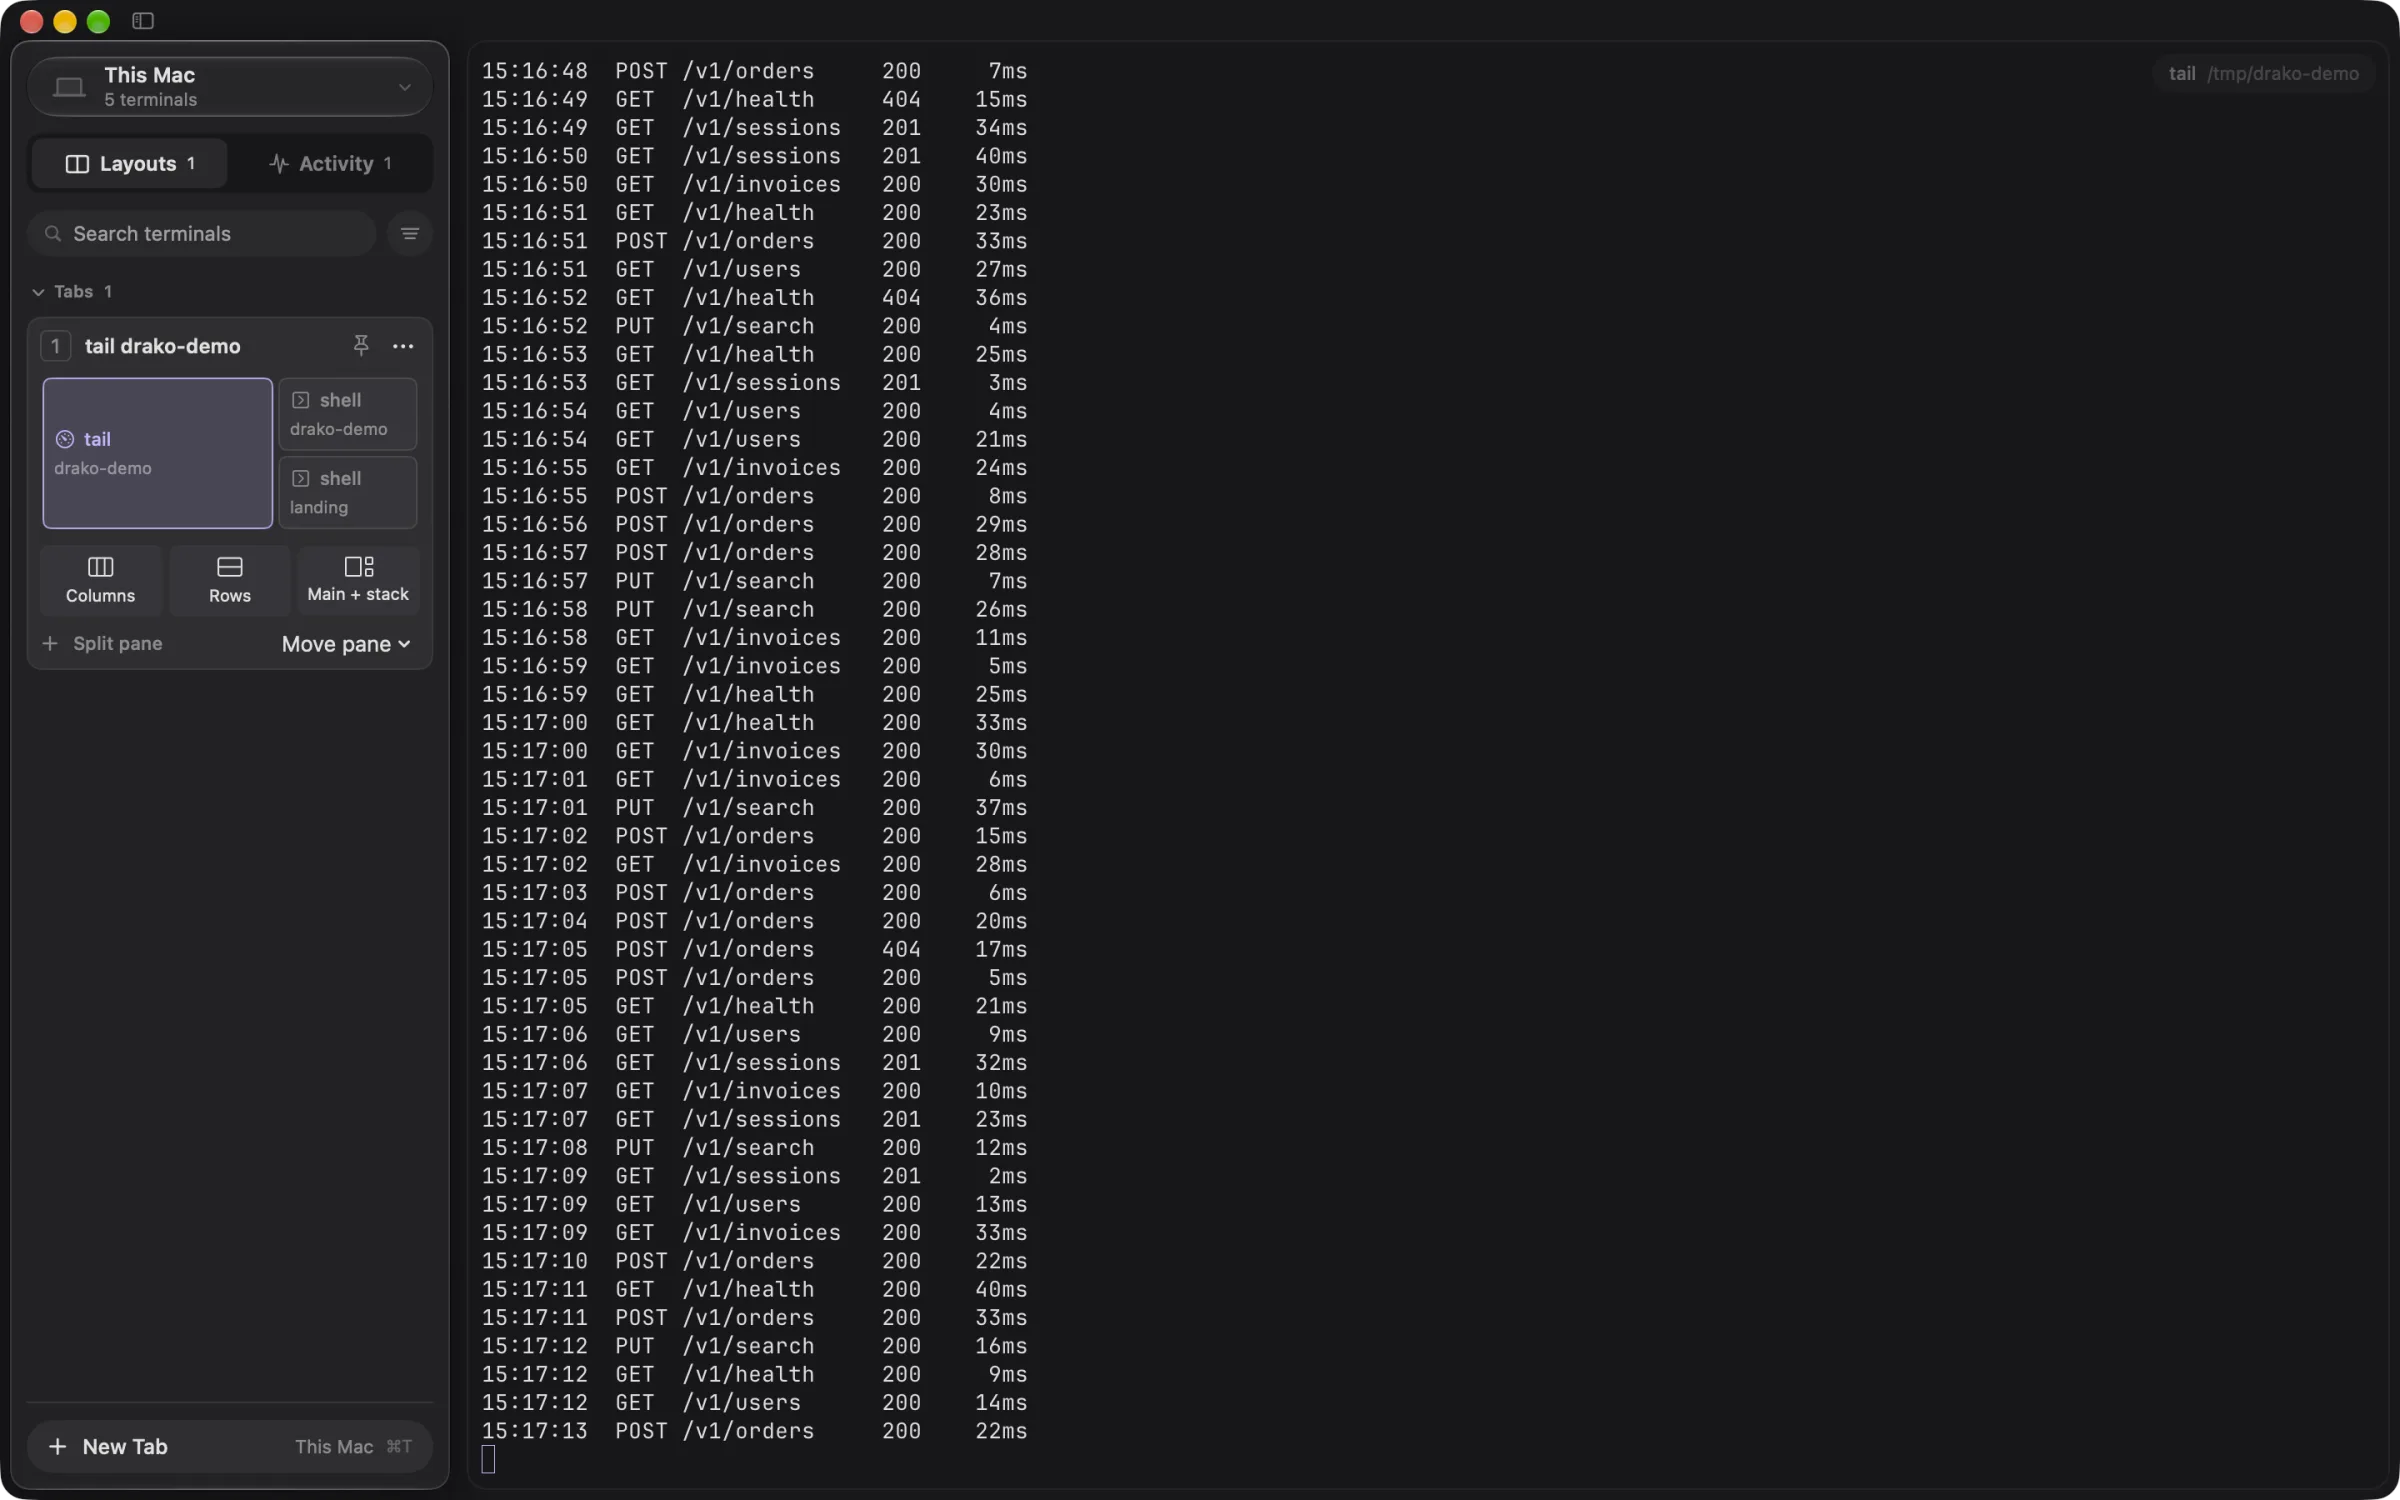 This Mac
5 terminals
Layouts 1
Activity 1
Search terminals
Tabs 1
1 tail drako-demo
tail
drako-demo
shell
drako-demo
shell
landing
Columns
Rows
Main + stack
+ Split pane
Move pane
+ New Tab
This Mac ⌘T
tail /tmp/drako-demo
15:16:48 POST /v1/orders 200 7ms
15:16:49 GET /v1/health 404 15ms
15:16:49 GET /v1/sessions 201 34ms
15:16:50 GET /v1/sessions 201 40ms
15:16:50 GET /v1/invoices 200 30ms
15:16:51 GET /v1/health 200 23ms
15:16:51 POST /v1/orders 200 33ms
15:16:51 GET /v1/users 200 27ms
15:16:52 GET /v1/health 404 36ms
15:16:52 PUT /v1/search 200 4ms
15:16:53 GET /v1/health 200 25ms
15:16:53 GET /v1/sessions 201 3ms
15:16:54 GET /v1/users 200 4ms
15:16:54 GET /v1/users 200 21ms
15:16:55 GET /v1/invoices 200 24ms
15:16:55 POST /v1/orders 200 8ms
15:16:56 POST /v1/orders 200 29ms
15:16:57 POST /v1/orders 200 28ms
15:16:57 PUT /v1/search 200 7ms
15:16:58 PUT /v1/search 200 26ms
15:16:58 GET /v1/invoices 200 11ms
15:16:59 GET /v1/invoices 200 5ms
15:16:59 GET /v1/health 200 25ms
15:17:00 GET /v1/health 200 33ms
15:17:00 GET /v1/invoices 200 30ms
15:17:01 GET /v1/invoices 200 6ms
15:17:01 PUT /v1/search 200 37ms
15:17:02 POST /v1/orders 200 15ms
15:17:02 GET /v1/invoices 200 28ms
15:17:03 POST /v1/orders 200 6ms
15:17:04 POST /v1/orders 200 20ms
15:17:05 POST /v1/orders 404 17ms
15:17:05 POST /v1/orders 200 5ms
15:17:05 GET /v1/health 200 21ms
15:17:06 GET /v1/users 200 9ms
15:17:06 GET /v1/sessions 201 32ms
15:17:07 GET /v1/invoices 200 10ms
15:17:07 GET /v1/sessions 201 23ms
15:17:08 PUT /v1/search 200 12ms
15:17:09 GET /v1/sessions 201 2ms
15:17:09 GET /v1/users 200 13ms
15:17:09 GET /v1/invoices 200 33ms
15:17:10 POST /v1/orders 200 22ms
15:17:11 GET /v1/health 200 40ms
15:17:11 POST /v1/orders 200 33ms
15:17:12 PUT /v1/search 200 16ms
15:17:12 GET /v1/health 200 9ms
15:17:12 GET /v1/users 200 14ms
15:17:13 POST /v1/orders 200 22ms